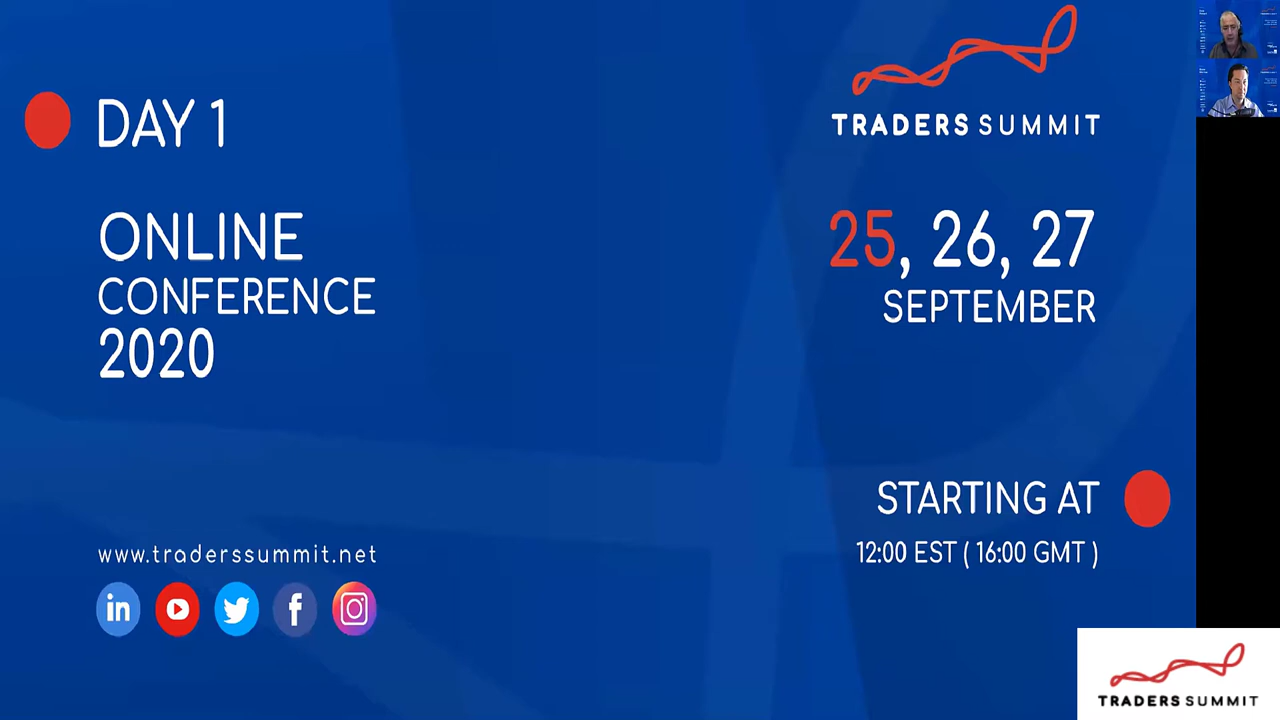 DAY 1
ONLINE
CONFERENCE
2020
www.traderssummit.net
in
TRADERS SUMMIT
25, 26, 27
SEPTEMBER
STARTING AT
12:00 EST ( 16:00 GMT )
TRADERS SUMMIT